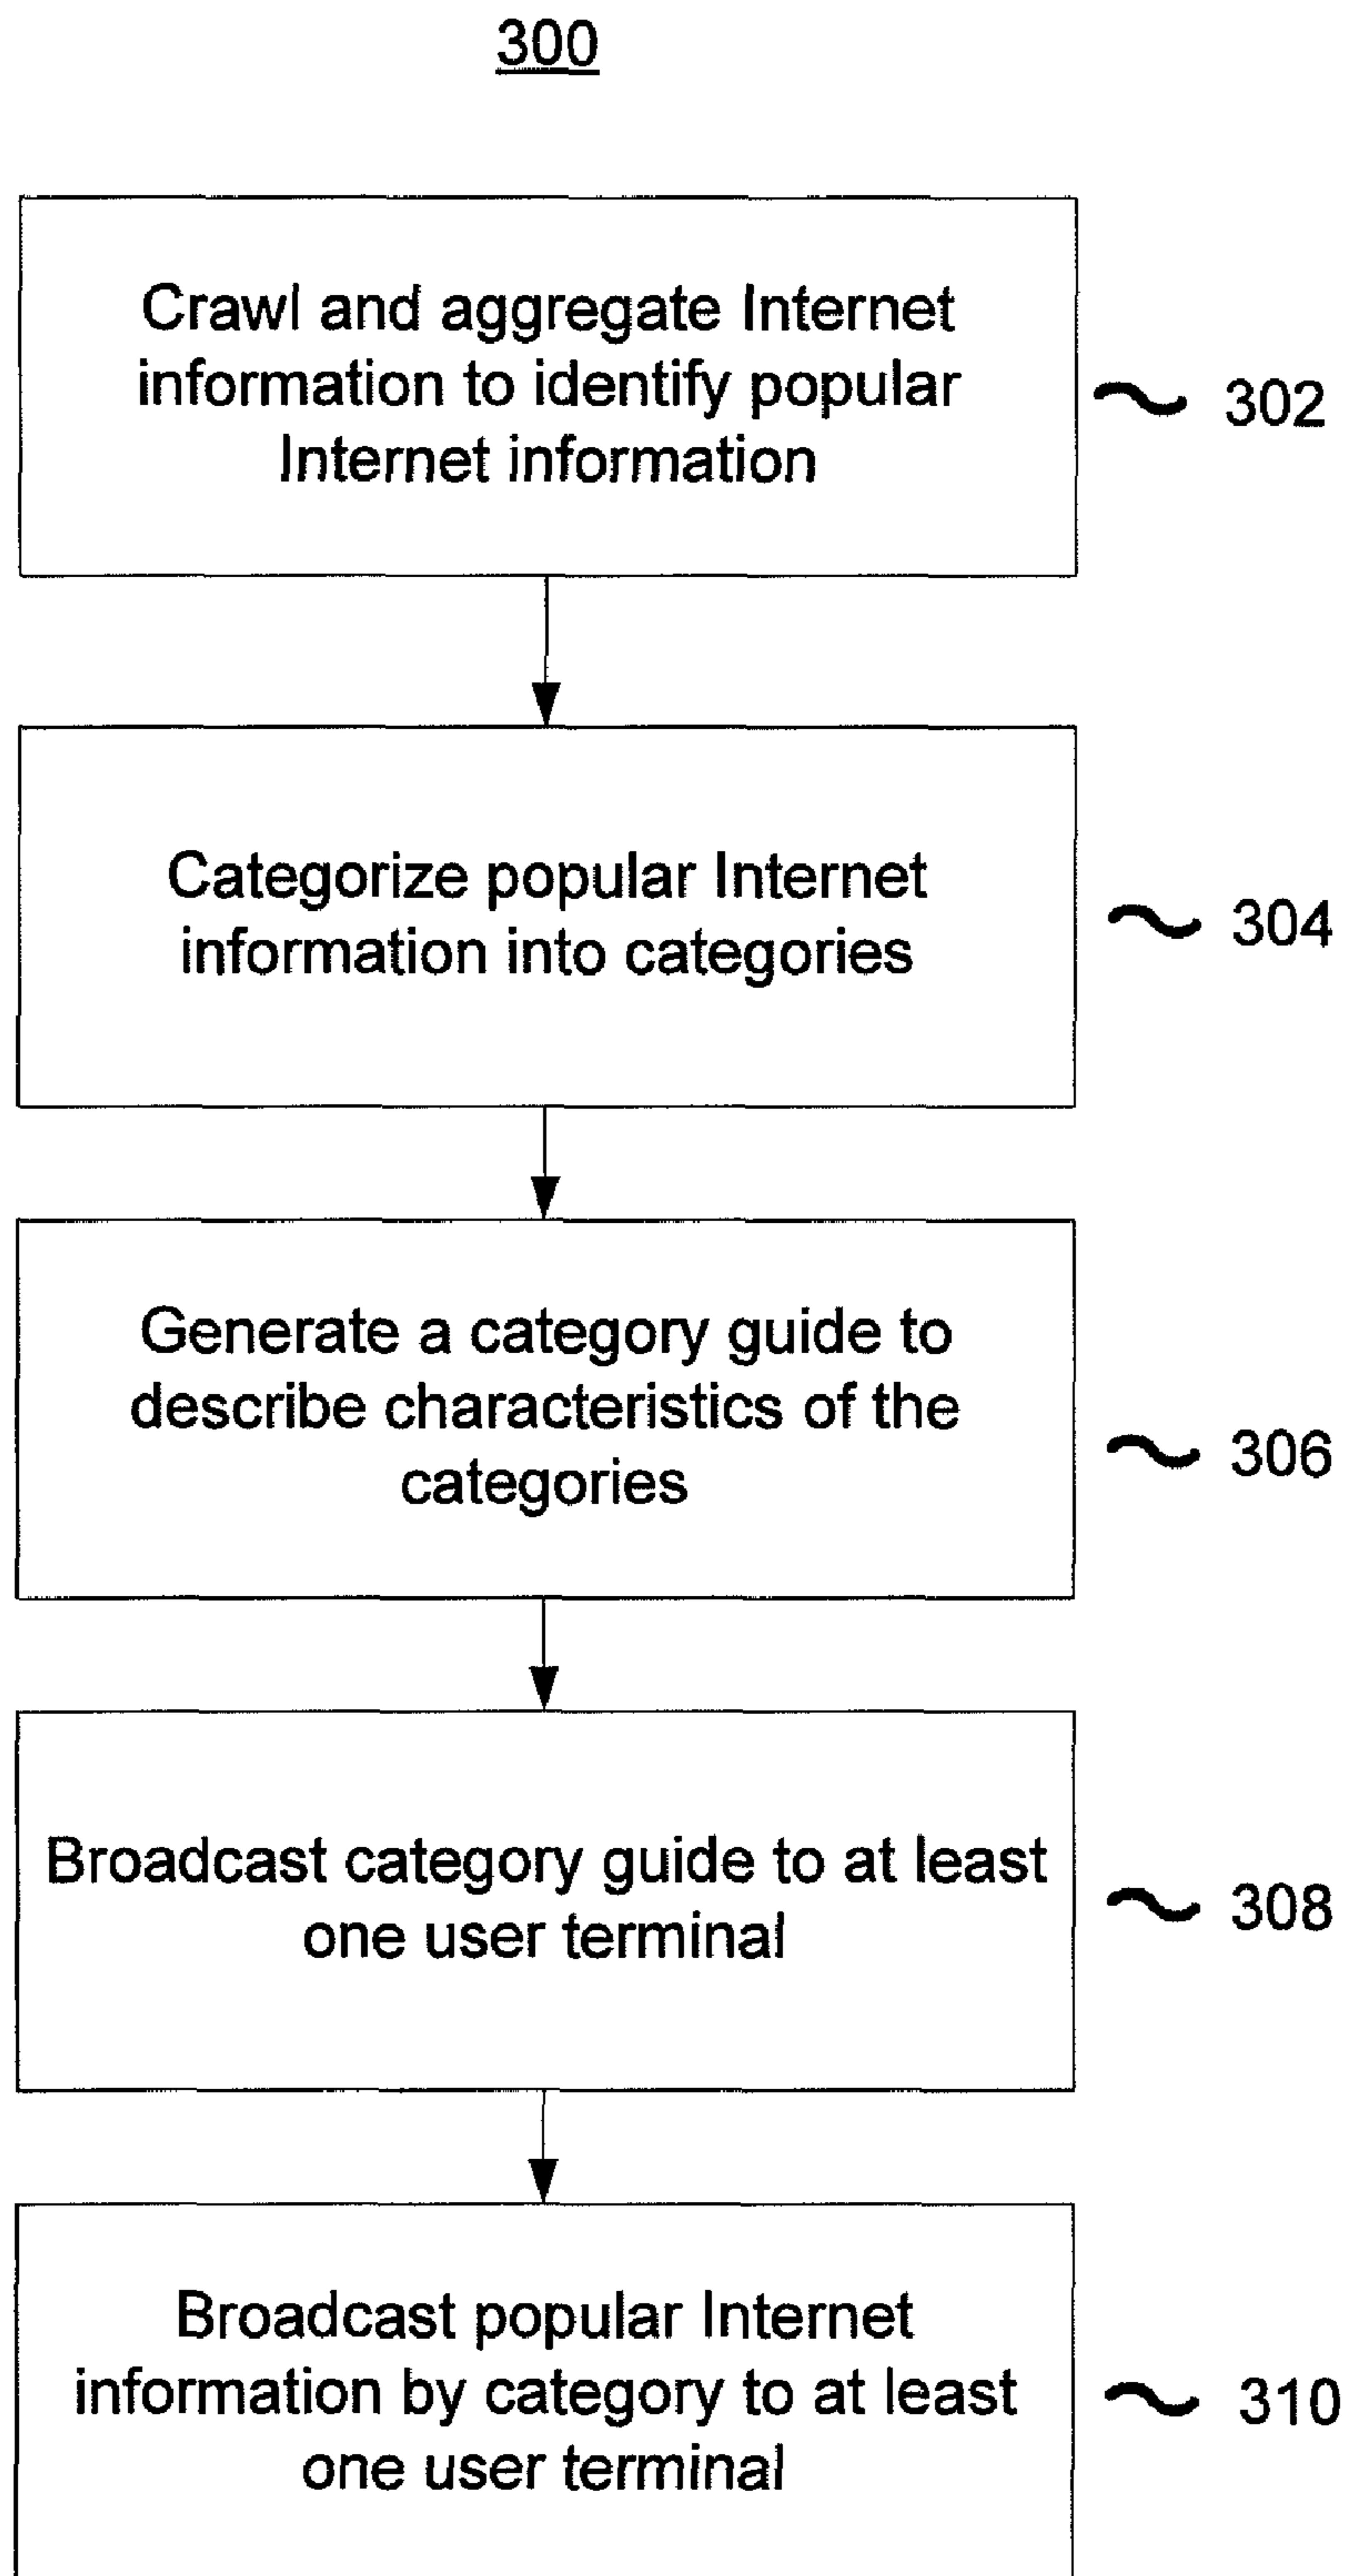 300
Crawl and aggregate Internet
information to identify popular
Internet information
302
Categorize popular Internet
information into categories
304
Generate a category guide to
describe characteristics of the
categories
306
Broadcast category guide to at least
one user terminal
308
Broadcast popular Internet
information by category to at least
one user terminal
310